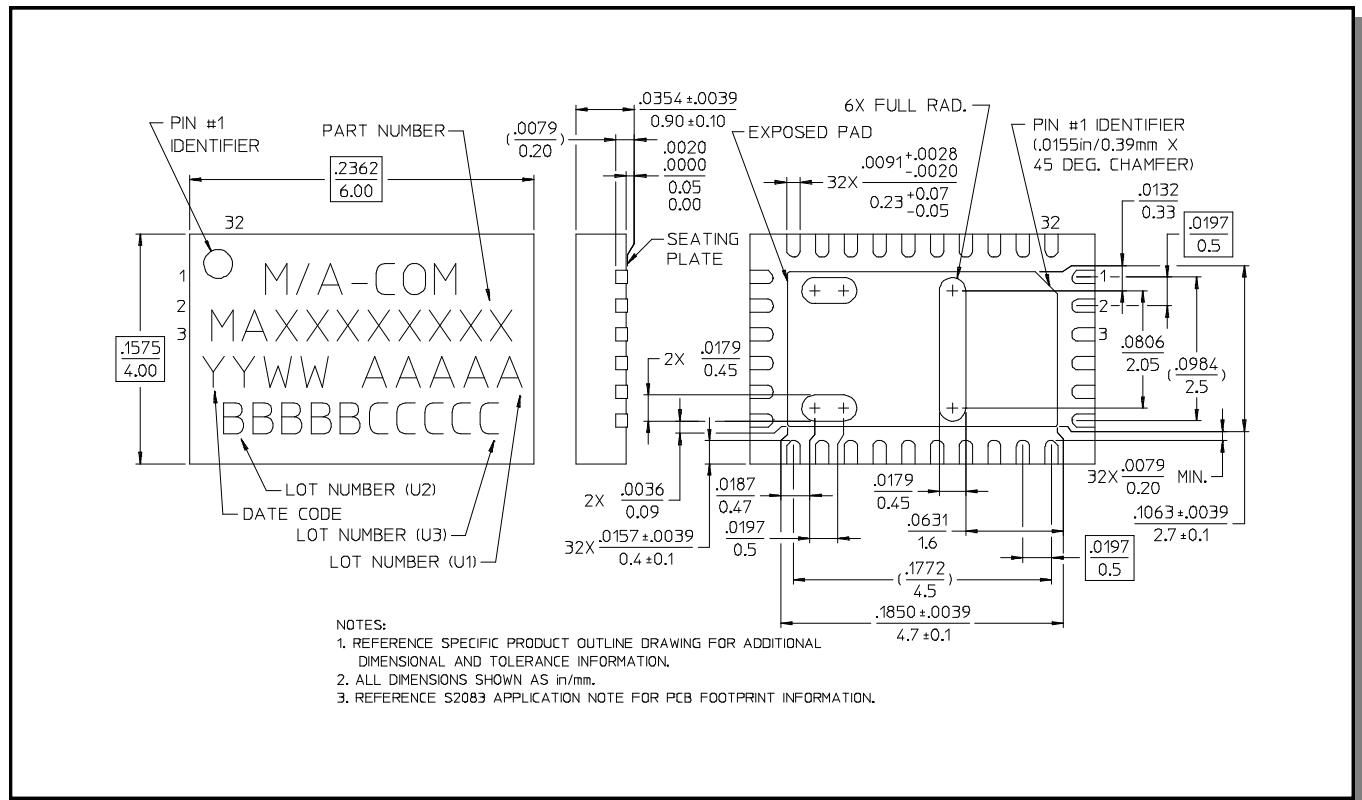 PIN #1
IDENTIFIER
PART NUMBER
.2362
6.00
32
1
2
3
.1575
4.00
M/A-COM
MAXXXXXXXXX
YYWW AAAAA
BBBBBCCCCC
LOT NUMBER (U2)
DATE CODE
LOT NUMBER (U3)
LOT NUMBER (U1)
.0354 ±.0039
0.90 ±0.10
(.0079)
0.20
.0020
.0000
0.05
0.00
SEATING
PLATE
EXPOSED PAD
6X FULL RAD.
32X .0091 +.0028
-.0020
0.23 +0.07
-0.05
PIN #1 IDENTIFIER
(.0155in/0.39mm X
45 DEG. CHAMFER)
32
.0132
0.33
.0197
0.5
1
2
3
.0806
2.05
(.0984)
2.5
2X .0179
0.45
2X .0036
0.09
32X .0157 ±.0039
0.4 ±0.1
.0187
0.47
.0197
0.5
.0179
0.45
.0631
1.6
32X .0079 MIN.
0.20
.1063 ±.0039
2.7 ±0.1
.0197
0.5
(.1772)
4.5
.1850 ±.0039
4.7 ±0.1
NOTES:
1. REFERENCE SPECIFIC PRODUCT OUTLINE DRAWING FOR ADDITIONAL
DIMENSIONAL AND TOLERANCE INFORMATION.
2. ALL DIMENSIONS SHOWN AS in/mm.
3. REFERENCE S2083 APPLICATION NOTE FOR PCB FOOTPRINT INFORMATION.